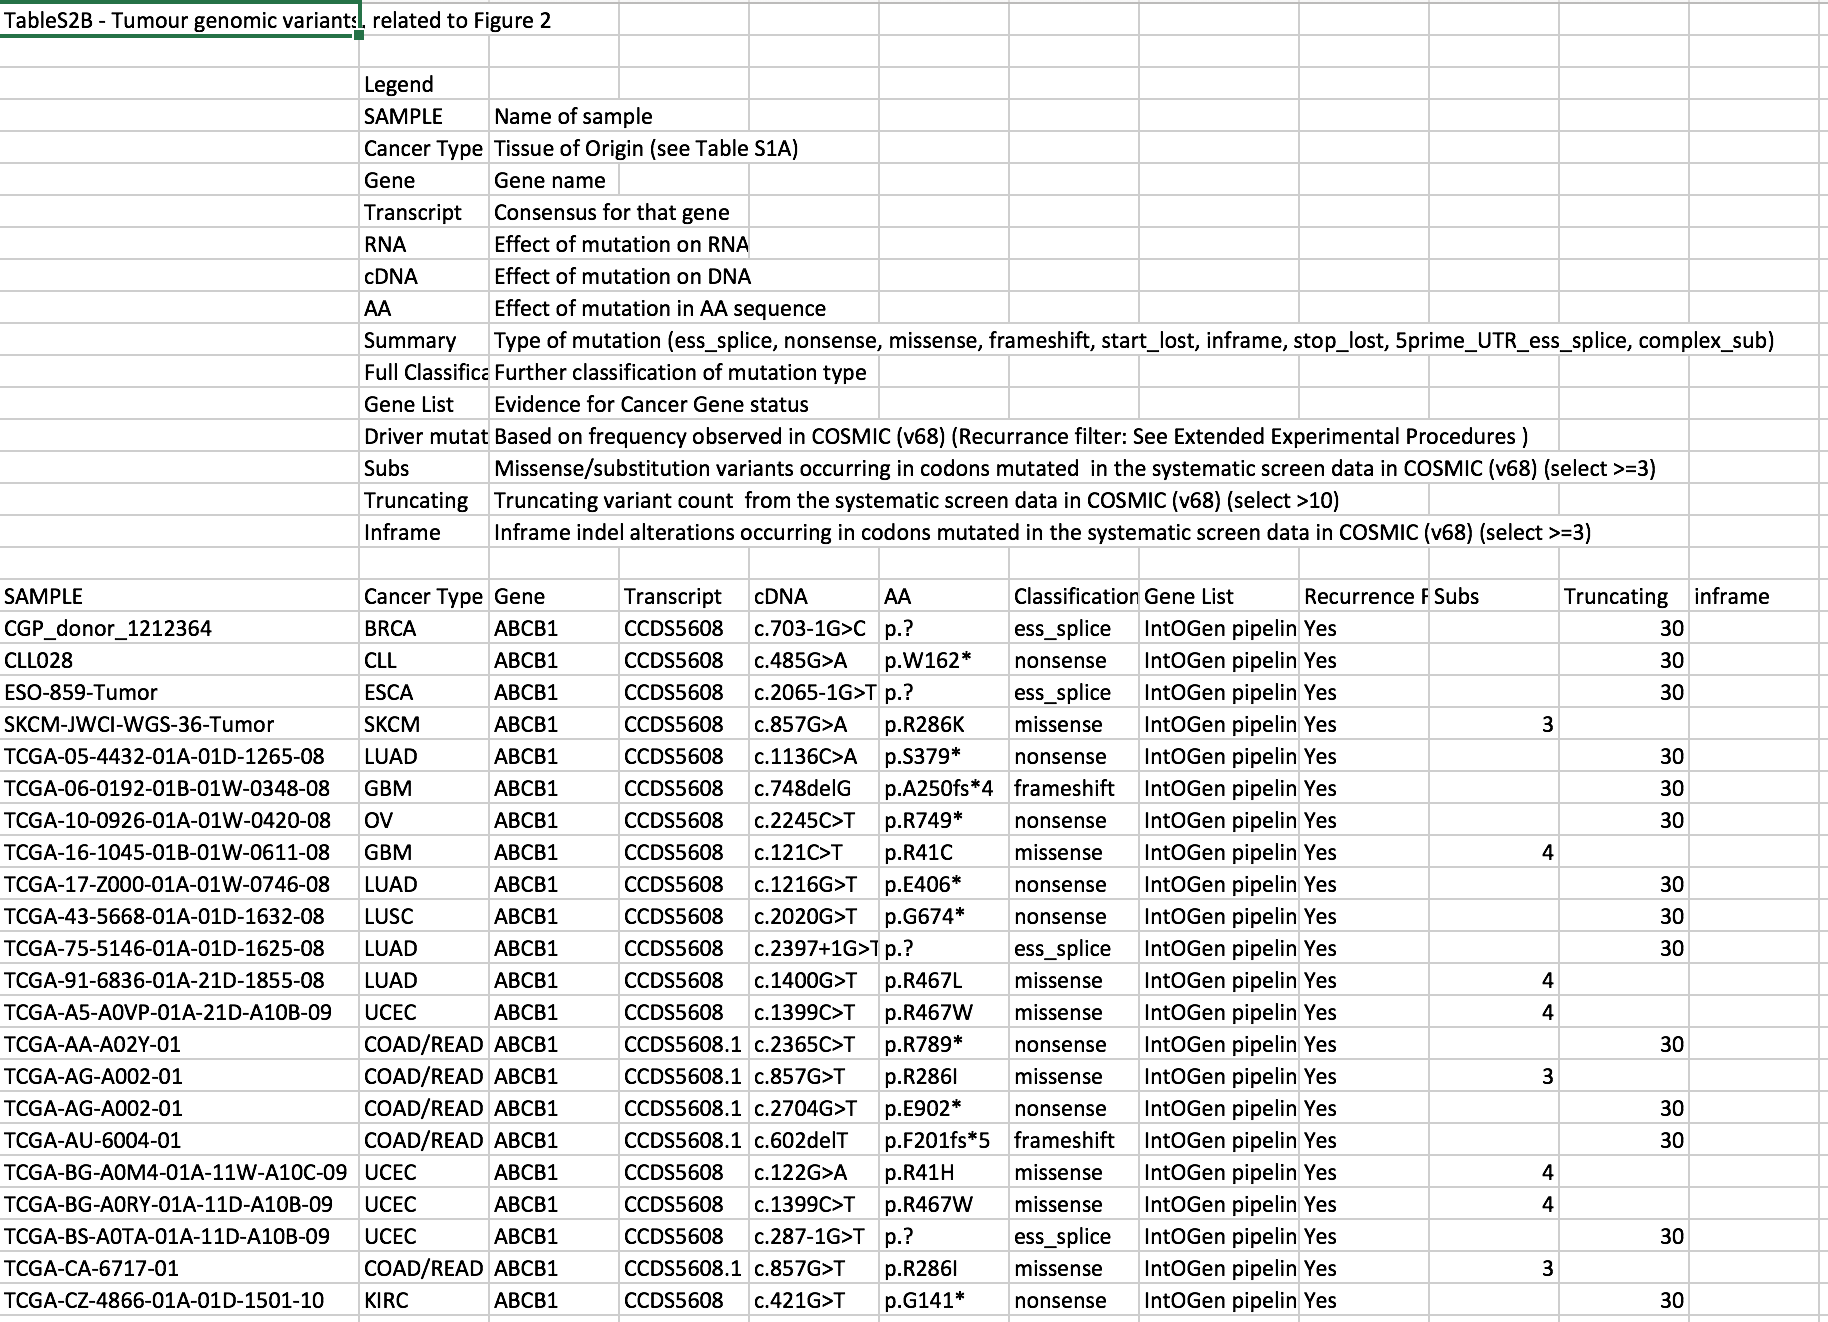 TableS2B - Tumour genomic variants, related to Figure 2
Legend
SAMPLE Name of sample
Cancer Type Tissue of Origin (see Table S1A)
Gene Gene name
Transcript Consensus for that gene
RNA Effect of mutation on RNA
cDNA Effect of mutation on DNA
AA Effect of mutation in AA sequence
Summary Type of mutation (ess_splice, nonsense, missense, frameshift, start_lost, inframe, stop_lost, 5prime_UTR_ess_splice, complex_sub)
Full Classifica Further classification of mutation type
Gene List Evidence for Cancer Gene status
Driver mutat Based on frequency observed in COSMIC (v68) (Recurrance filter: See Extended Experimental Procedures )
Subs Missense/substitution variants occurring in codons mutated in the systematic screen data in COSMIC (v68) (select >=3)
Truncating Truncating variant count from the systematic screen data in COSMIC (v68) (select >10)
Inframe Inframe indel alterations occurring in codons mutated in the systematic screen data in COSMIC (v68) (select >=3)
SAMPLE Cancer Type Gene Transcript cDNA AA Classification Gene List Recurrence F Subs Truncating inframe
CGP_donor_1212364 BRCA ABCB1 CCDS5608 c.703-1G>C p.? ess_splice IntOGen pipelin Yes 30
CLL028 CLL ABCB1 CCDS5608 c.485G>A p.W162* nonsense IntOGen pipelin Yes 30
ESO-859-Tumor ESCA ABCB1 CCDS5608 c.2065-1G>T p.? ess_splice IntOGen pipelin Yes 30
SKCM-JWCI-WGS-36-Tumor SKCM ABCB1 CCDS5608 c.857G>A p.R286K missense IntOGen pipelin Yes 3
TCGA-05-4432-01A-01D-1265-08 LUAD ABCB1 CCDS5608 c.1136C>A p.S379* nonsense IntOGen pipelin Yes 30
TCGA-06-0192-01B-01W-0348-08 GBM ABCB1 CCDS5608 c.748delG p.A250fs*4 frameshift IntOGen pipelin Yes 30
TCGA-10-0926-01A-01W-0420-08 OV ABCB1 CCDS5608 c.2245C>T p.R749* nonsense IntOGen pipelin Yes 30
TCGA-16-1045-01B-01W-0611-08 GBM ABCB1 CCDS5608 c.121C>T p.R41C missense IntOGen pipelin Yes 4
TCGA-17-Z000-01A-01W-0746-08 LUAD ABCB1 CCDS5608 c.1216G>T p.E406* nonsense IntOGen pipelin Yes 30
TCGA-43-5668-01A-01D-1632-08 LUSC ABCB1 CCDS5608 c.2020G>T p.G674* nonsense IntOGen pipelin Yes 30
TCGA-75-5146-01A-01D-1625-08 LUAD ABCB1 CCDS5608 c.2397+1G>T p.? ess_splice IntOGen pipelin Yes 30
TCGA-91-6836-01A-21D-1855-08 LUAD ABCB1 CCDS5608 c.1400G>T p.R467L missense IntOGen pipelin Yes 4
TCGA-A5-A0VP-01A-21D-A10B-09 UCEC ABCB1 CCDS5608 c.1399C>T p.R467W missense IntOGen pipelin Yes 4
TCGA-AA-A02Y-01 COAD/READ ABCB1 CCDS5608.1 c.2365C>T p.R789* nonsense IntOGen pipelin Yes 30
TCGA-AG-A002-01 COAD/READ ABCB1 CCDS5608.1 c.857G>T p.R286I missense IntOGen pipelin Yes 3
TCGA-AG-A002-01 COAD/READ ABCB1 CCDS5608.1 c.2704G>T p.E902* nonsense IntOGen pipelin Yes 30
TCGA-AU-6004-01 COAD/READ ABCB1 CCDS5608.1 c.602delT p.F201fs*5 frameshift IntOGen pipelin Yes 30
TCGA-BG-A0M4-01A-11W-A10C-09 UCEC ABCB1 CCDS5608 c.122G>A p.R41H missense IntOGen pipelin Yes 4
TCGA-BG-A0RY-01A-11D-A10B-09 UCEC ABCB1 CCDS5608 c.1399C>T p.R467W missense IntOGen pipelin Yes 4
TCGA-BS-A0TA-01A-11D-A10B-09 UCEC ABCB1 CCDS5608 c.287-1G>T p.? ess_splice IntOGen pipelin Yes 30
TCGA-CA-6717-01 COAD/READ ABCB1 CCDS5608.1 c.857G>T p.R286I missense IntOGen pipelin Yes 3
TCGA-CZ-4866-01A-01D-1501-10 KIRC ABCB1 CCDS5608 c.421G>T p.G141* nonsense IntOGen pipelin Yes 30